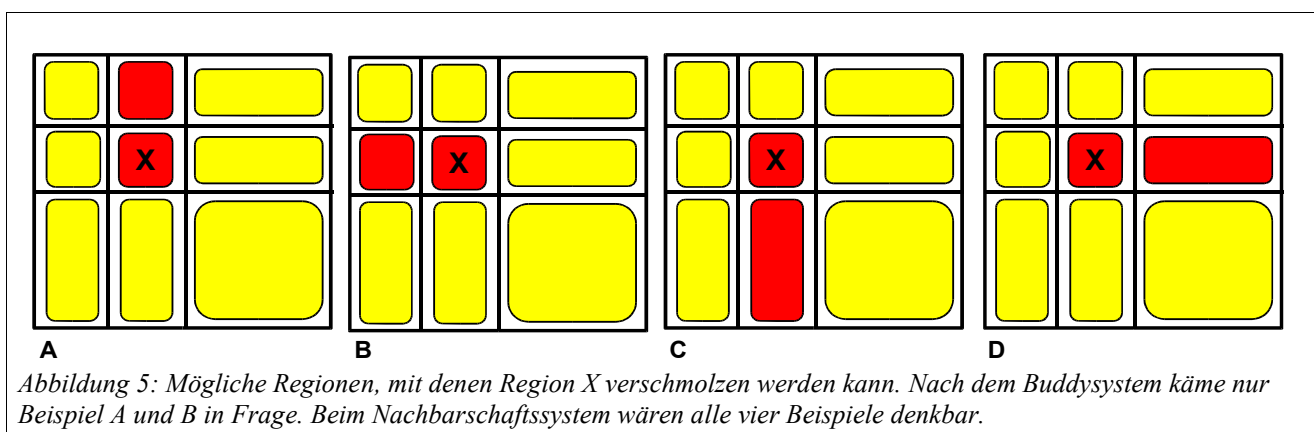 X
X
X
X
A
B
C
D
Abbildung 5: Mögliche Regionen, mit denen Region X verschmolzen werden kann. Nach dem Buddysystem käme nur
Beispiel A und B in Frage. Beim Nachbarschaftssystem wären alle vier Beispiele denkbar.